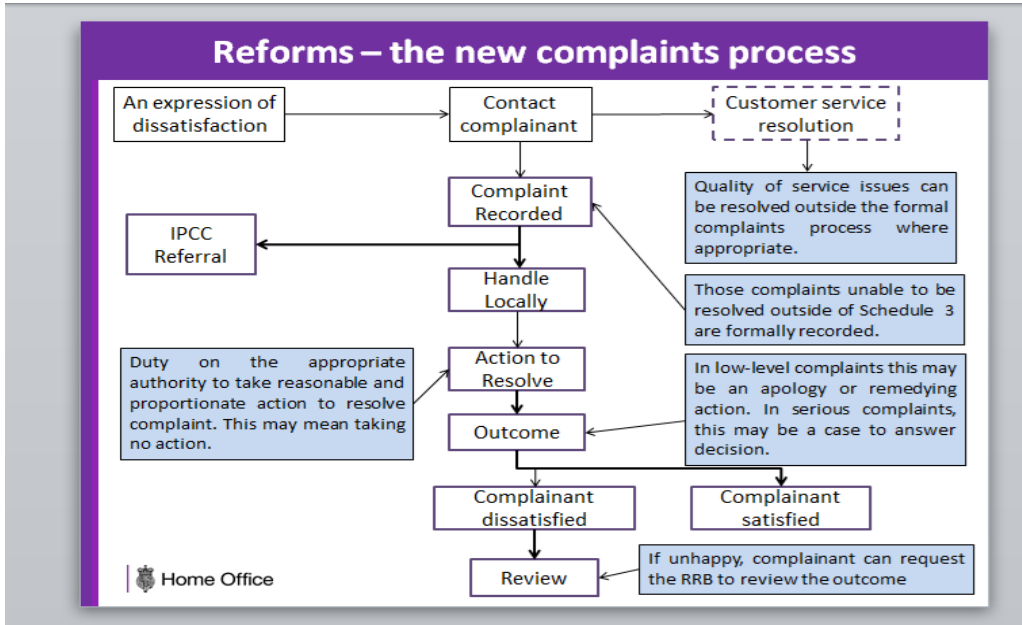 Reforms – the new complaints process
An expression of
dissatisfaction
Contact
complainant
Customer service
resolution
Complaint
Recorded
Quality of service issues can
be resolved outside the formal
complaints process where
appropriate.
IPCC
Referral
Handle
Locally
Those complaints unable to be
resolved outside of Schedule 3
are formally recorded.
Duty on the appropriate
authority to take reasonable and
proportionate action to resolve
complaint. This may mean taking
no action.
Action to
Resolve
In low-level complaints this may
be an apology or remedying
action. In serious complaints,
this may be a case to answer
decision.
Outcome
Complainant
dissatisfied
Complainant
satisfied
Review
If unhappy, complainant can request
the RRB to review the outcome
Home Office